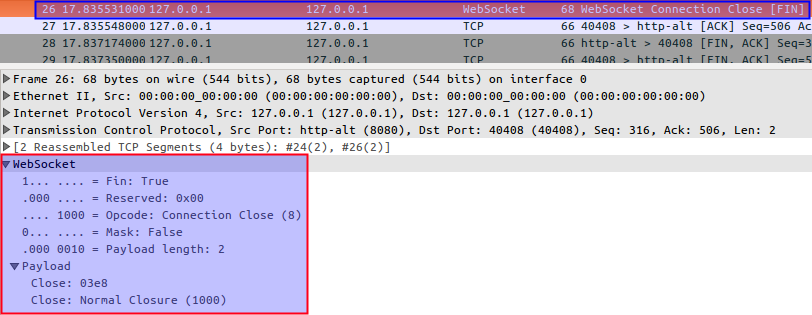 26 17.835531000 127.0.0.1 127.0.0.1 WebSocket 68 WebSocket Connection Close [FIN]
27 17.835548000 127.0.0.1 127.0.0.1 TCP 66 40408 > http-alt [ACK] Seq=506 Ac
28 17.837174000 127.0.0.1 127.0.0.1 TCP 66 http-alt > 40408 [FIN, ACK] Seq=3
29 17.837350000 127.0.0.1 127.0.0.1 TCP 66 40408 > http-alt [FIN, ACK] Seq=5
Frame 26: 68 bytes on wire (544 bits), 68 bytes captured (544 bits) on interface 0
Ethernet II, Src: 00:00:00_00:00:00 (00:00:00:00:00:00), Dst: 00:00:00_00:00:00 (00:00:00:00:00:00)
Internet Protocol Version 4, Src: 127.0.0.1 (127.0.0.1), Dst: 127.0.0.1 (127.0.0.1)
Transmission Control Protocol, Src Port: http-alt (8080), Dst Port: 40408 (40408), Seq: 316, Ack: 506, Len: 2
[2 Reassembled TCP Segments (4 bytes): #24(2), #26(2)]
WebSocket
1... .... = Fin: True
.000 .... = Reserved: 0x00
.... 1000 = Opcode: Connection Close (8)
0... .... = Mask: False
.000 0010 = Payload length: 2
Payload
Close: 03e8
Close: Normal Closure (1000)